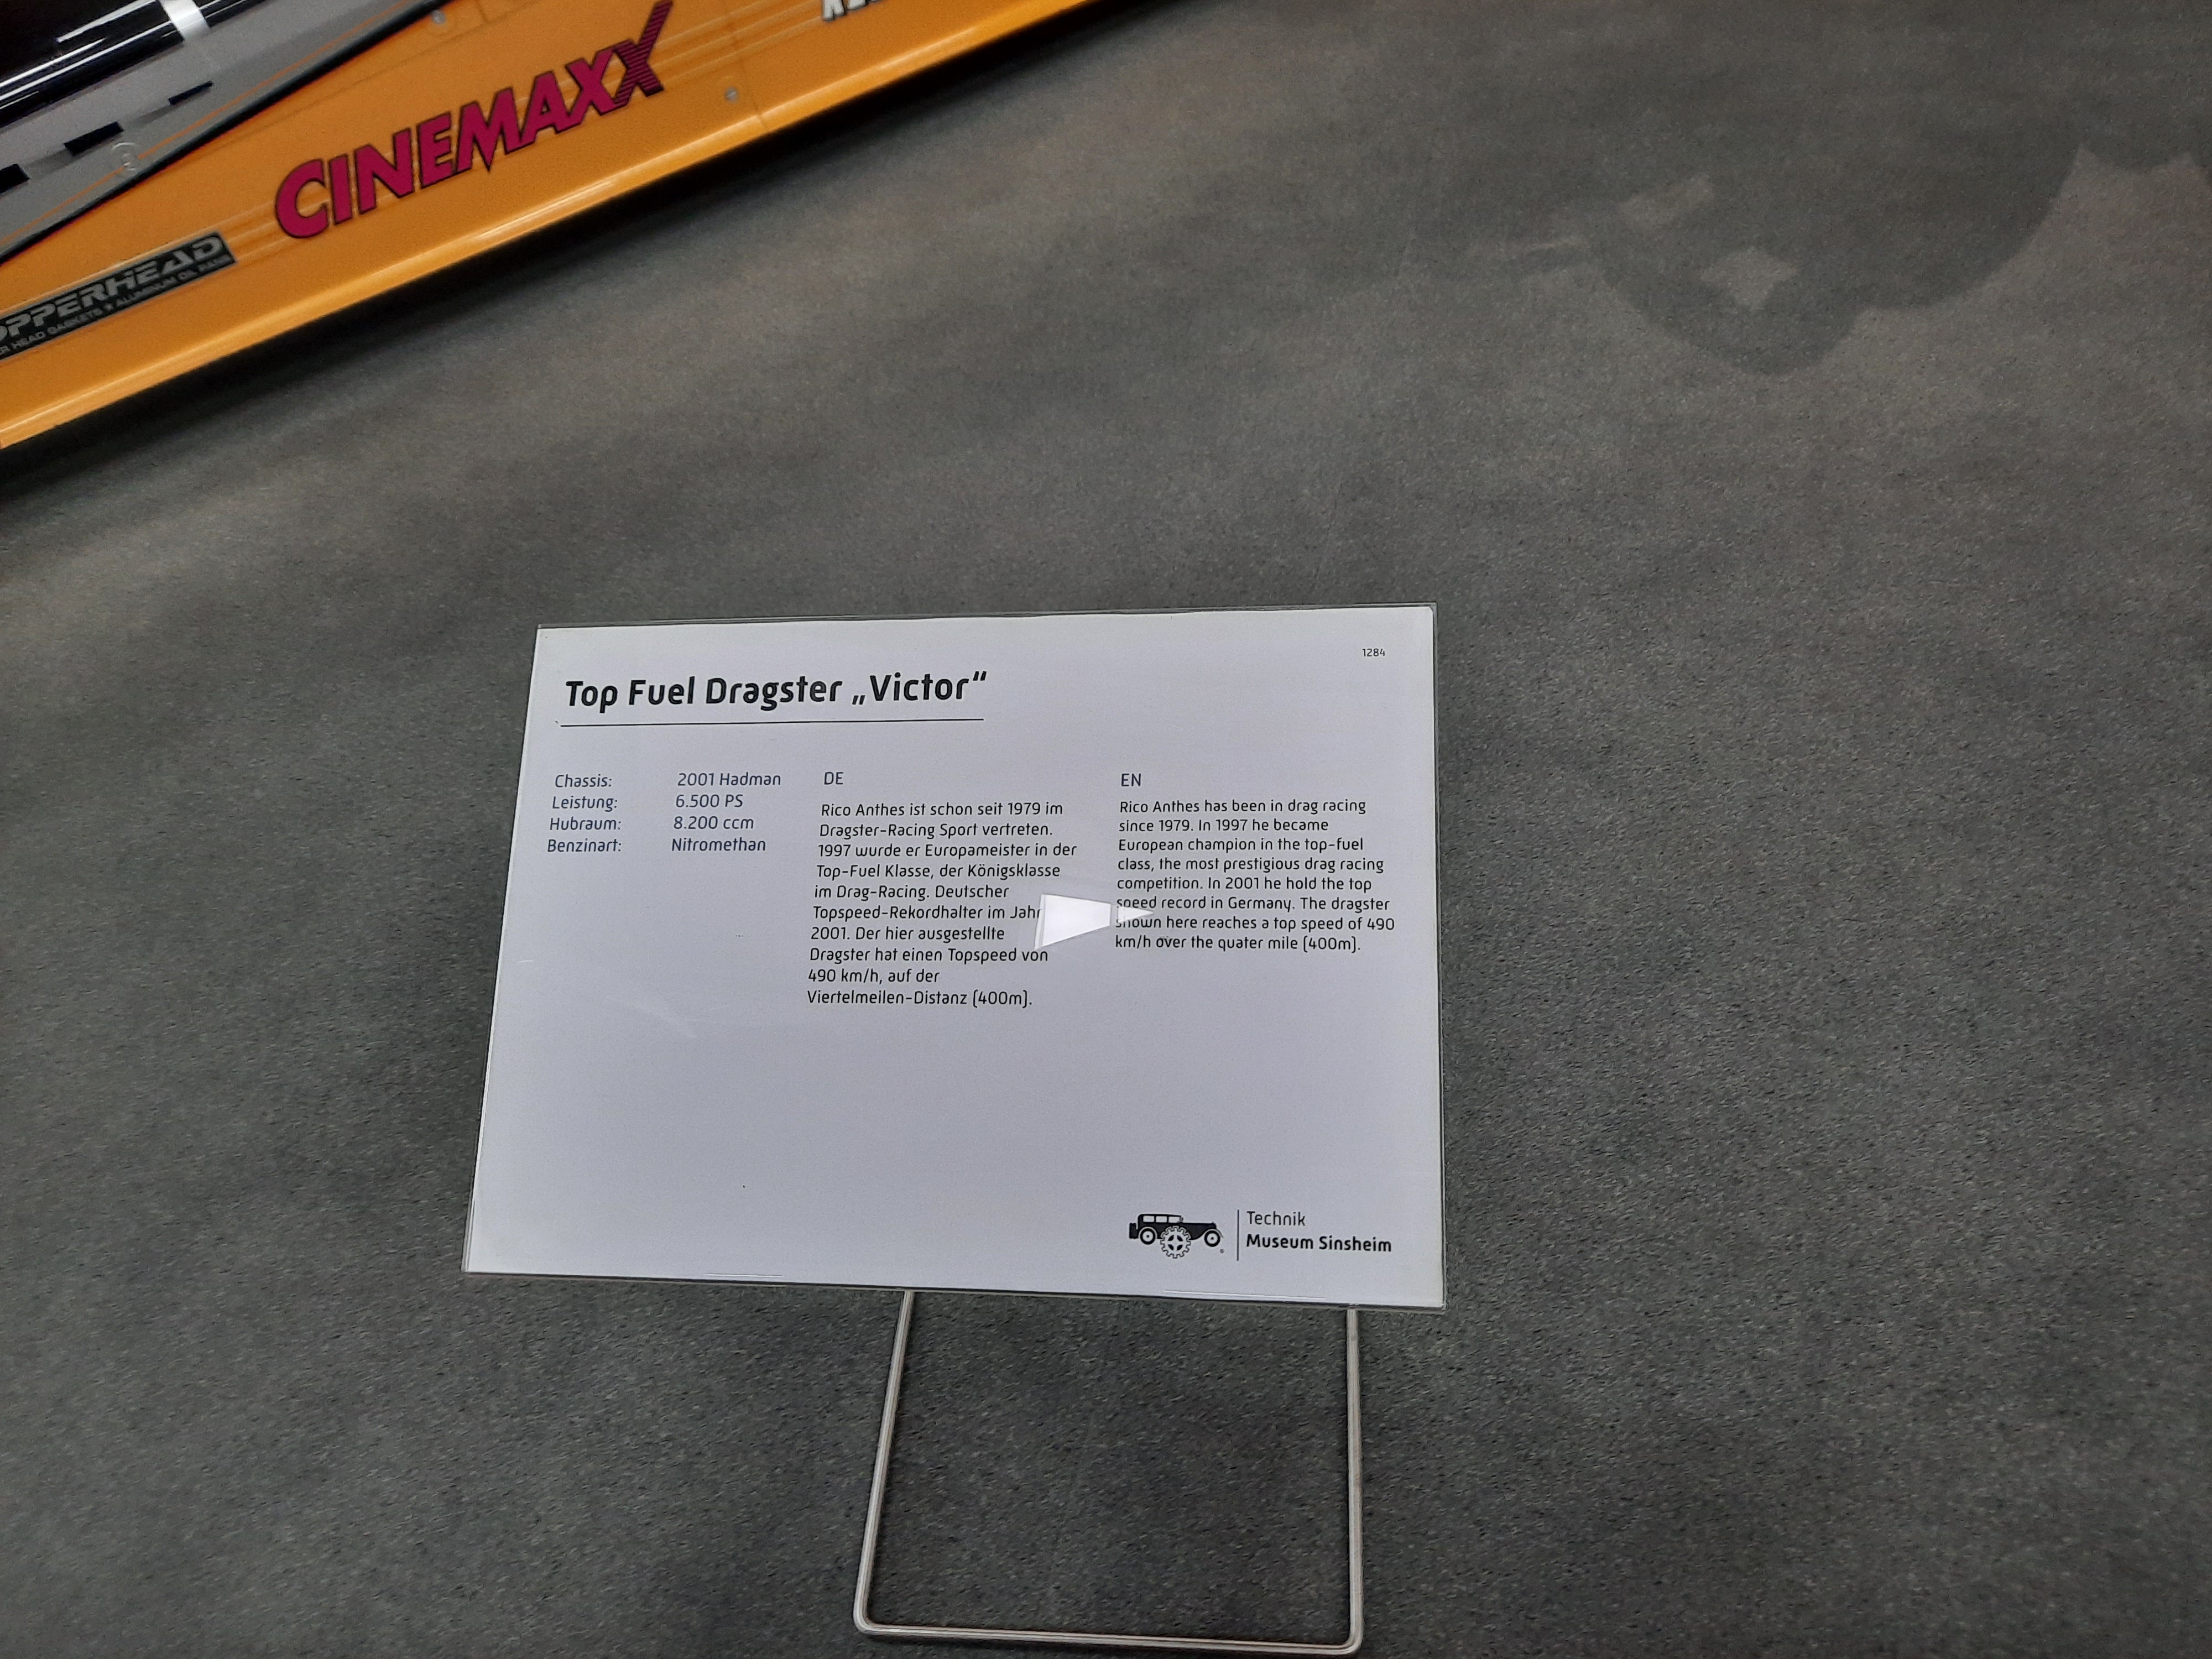 CINEMAXX
HEAD GASKETS ★ ALUMINUM OIL PANS
1284
Top Fuel Dragster „Victor“
Chassis: 2001 Hadman
Leistung: 6.500 PS
Hubraum: 8.200 ccm
Benzinart: Nitromethan
DE
Rico Anthes ist schon seit 1979 im
Dragster-Racing Sport vertreten.
1997 wurde er Europameister in der
Top-Fuel Klasse, der Königsklasse
im Drag-Racing. Deutscher
Topspeed-Rekordhalter im Jahr
2001. Der hier ausgestellte
Dragster hat einen Topspeed von
490 km/h, auf der
Viertelmeilen-Distanz (400m).
EN
Rico Anthes has been in drag racing
since 1979. In 1997 he became
European champion in the top-fuel
class, the most prestigious drag racing
competition. In 2001 he hold the top
speed record in Germany. The dragster
shown here reaches a top speed of 490
km/h over the quater mile (400m).
Technik
Museum Sinsheim